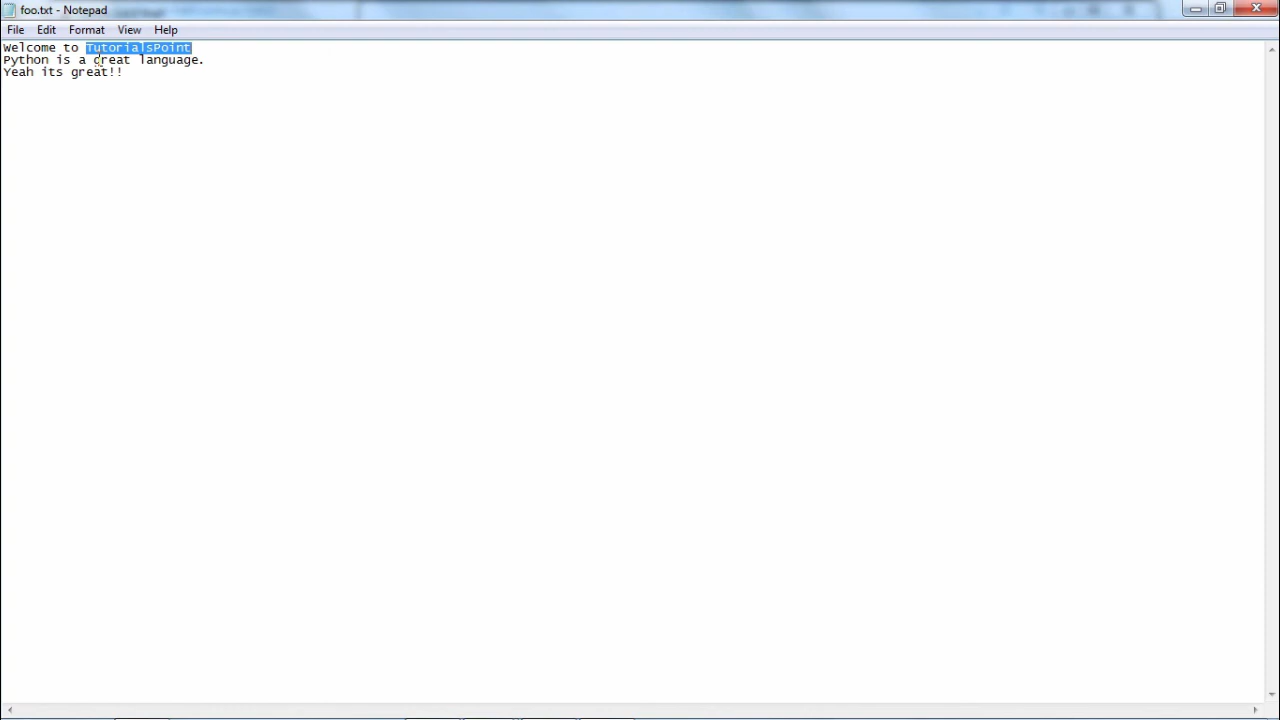 foo.txt - Notepad
File Edit Format View Help
Welcome to TutorialsPoint
Python is a great language.
Yeah its great!!